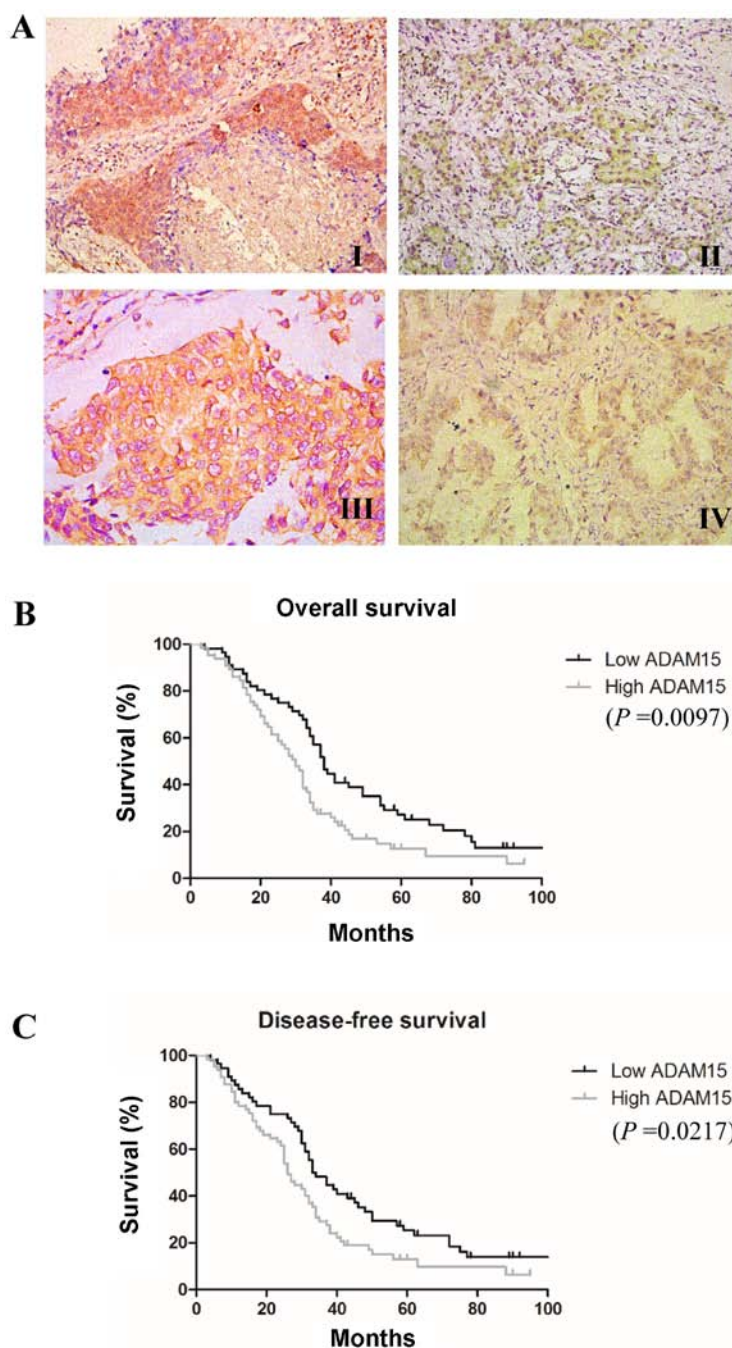 A
I
II
III
IV
B
Overall survival
100
80
60
40
20
0
Survival (%)
0 20 40 60 80 100
Months
Low ADAM15
High ADAM15
(P =0.0097)
C
Disease-free survival
100
80
60
40
20
0
Survival (%)
0 20 40 60 80 100
Months
Low ADAM15
High ADAM15
(P =0.0217)